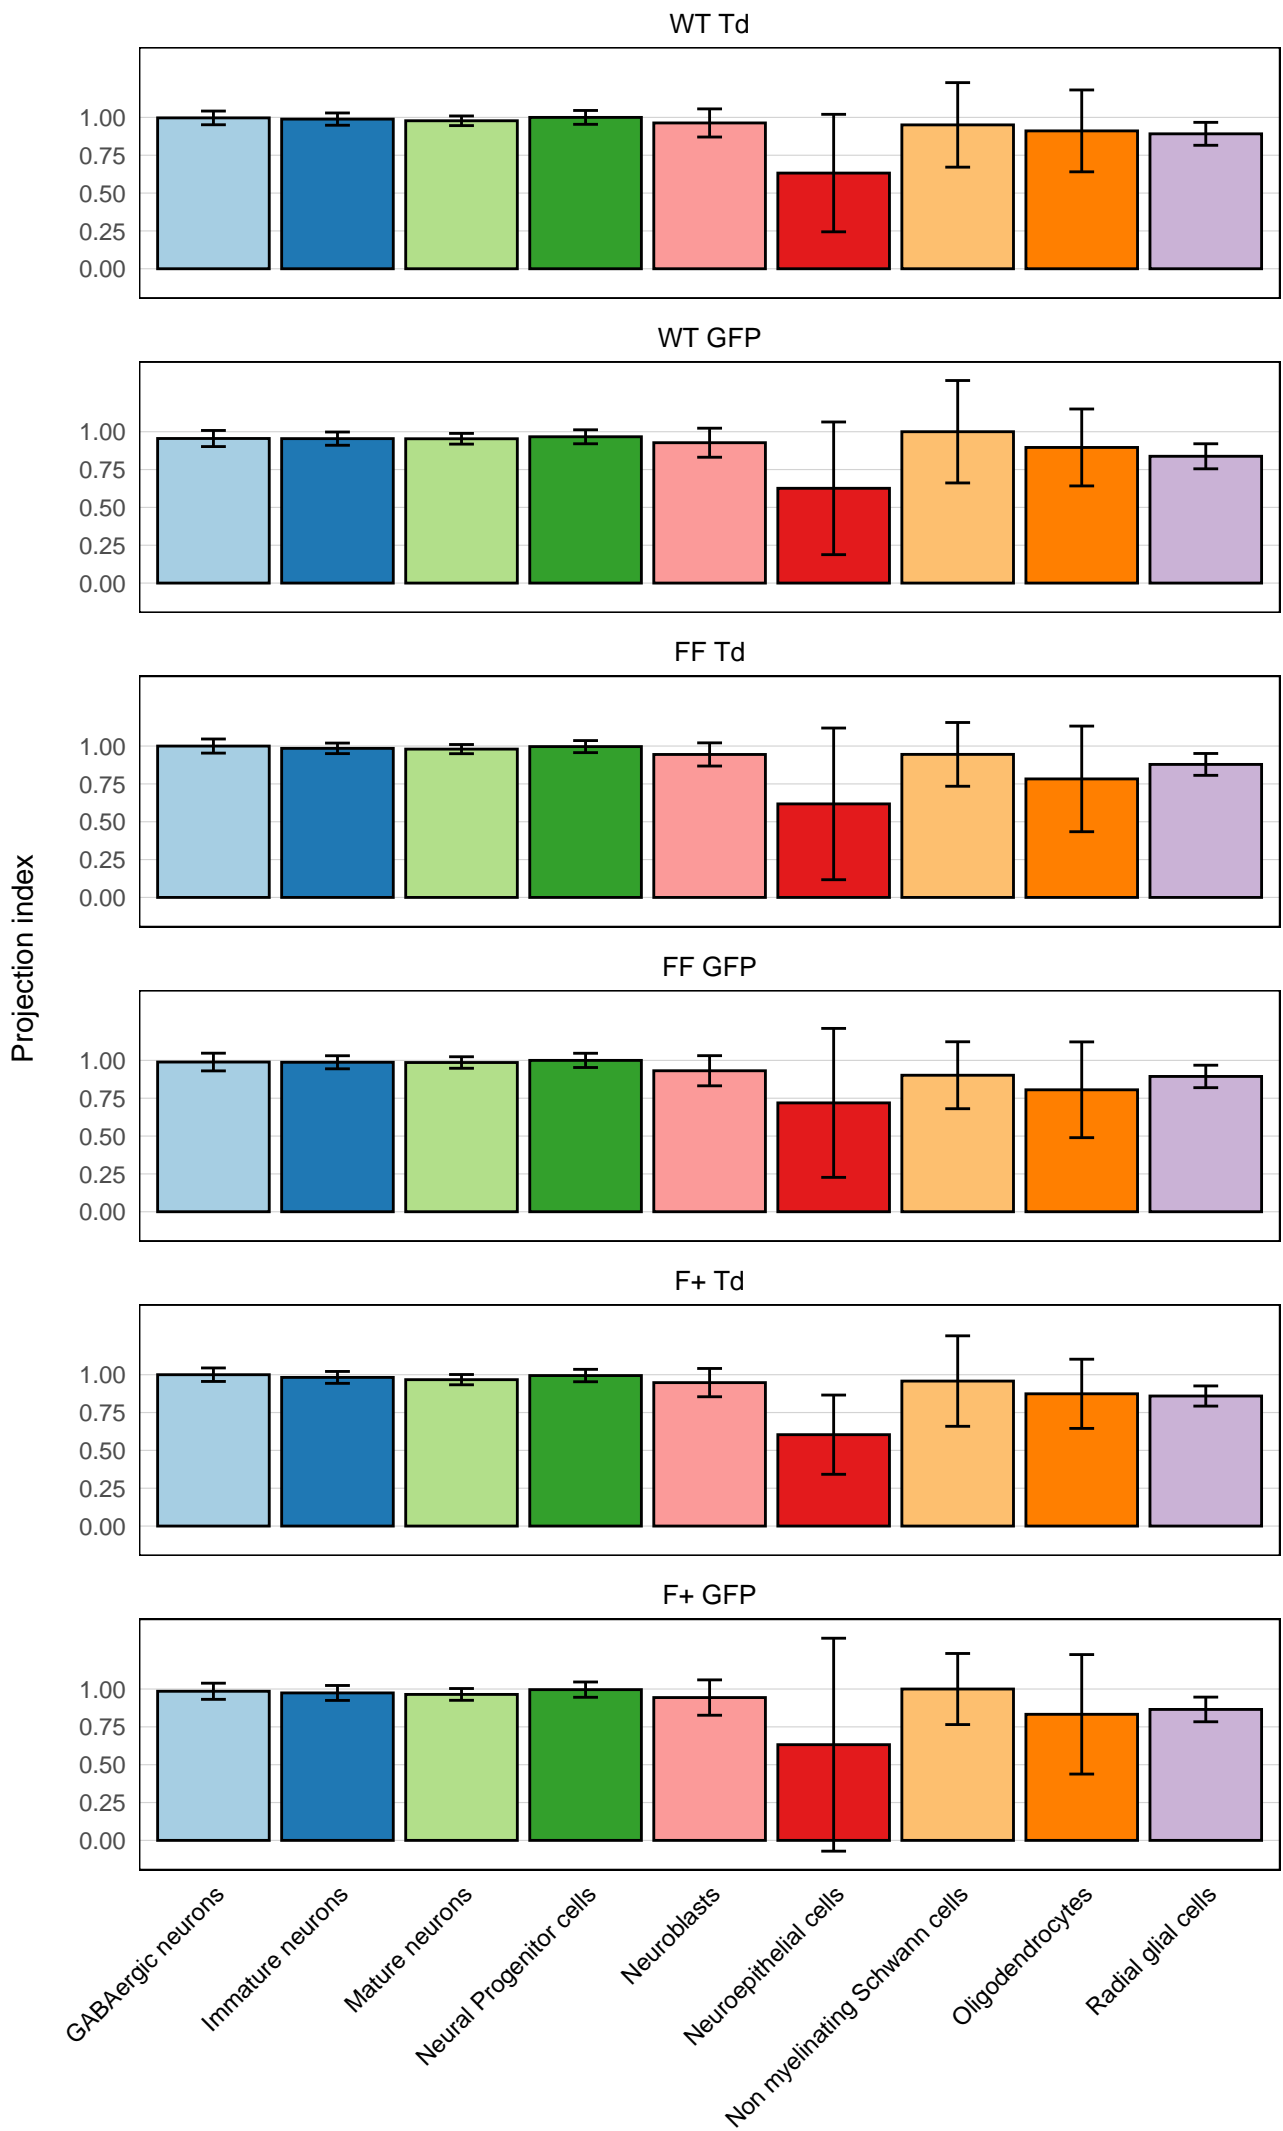 WT Td
1.00
0.75
0.50
0.25
0.00
WT GFP
1.00
0.75
0.50
0.25
0.00
FF Td
1.00
0.75
0.50
0.25
0.00
Projection index
FF GFP
1.00
0.75
0.50
0.25
0.00
F+ Td
1.00
0.75
0.50
0.25
0.00
F+ GFP
1.00
0.75
0.50
0.25
0.00
GABAergic neurons
Immature neurons
Mature neurons
Neural Progenitor cells
Neuroblasts
Neuroepithelial cells
Non myelinating Schwann cells
Oligodendrocytes
Radial glial cells